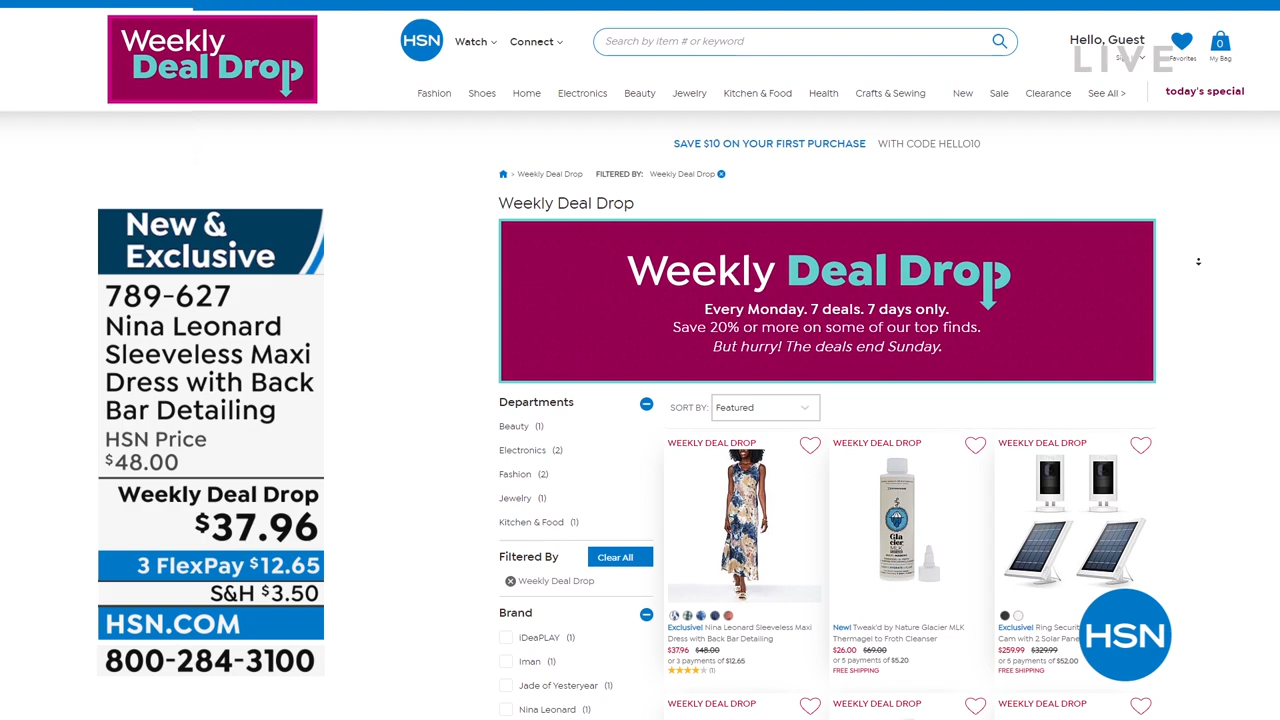 Weekly
Deal Drop
HSN
Watch
Connect
Search by item # or keyword
Hello, Guest
LIVE
Favorites
0
My Bag
Fashion Shoes Home Electronics Beauty Jewelry Kitchen & Food Health Crafts & Sewing New Sale Clearance See All >
today's special
SAVE $10 ON YOUR FIRST PURCHASE WITH CODE HELLO10
> Weekly Deal Drop FILTERED BY: Weekly Deal Drop
Weekly Deal Drop
Weekly Deal Drop
Every Monday. 7 deals. 7 days only.
Save 20% or more on some of our top finds.
But hurry! The deals end Sunday.
New &
Exclusive
789-627
Nina Leonard
Sleeveless Maxi
Dress with Back
Bar Detailing
HSN Price
$48.00
Weekly Deal Drop
$37.96
3 FlexPay $12.65
S&H $3.50
HSN.COM
800-284-3100
Departments
Beauty (1)
Electronics (2)
Fashion (2)
Jewelry (1)
Kitchen & Food (1)
Filtered By
Clear All
Weekly Deal Drop
Brand
iDeaPLAY (1)
Iman (1)
Jade of Yesteryear (1)
Nina Leonard (1)
SORT BY: Featured
WEEKLY DEAL DROP
Exclusive! Nina Leonard Sleeveless Maxi
Dress with Back Bar Detailing
$37.96 $48.00
or 3 payments of $12.65
(1)
WEEKLY DEAL DROP
Gla
cier
MLK
New! Tweak'd by Nature Glacier MLK
Thermagel to Froth Cleanser
$26.00 $69.00
or 5 payments of $5.20
FREE SHIPPING
WEEKLY DEAL DROP
Exclusive! Ring Securit
Cam with 2 Solar Pane
$259.99 $329.99
or 5 payments of $52.00
FREE SHIPPING
HSN
WEEKLY DEAL DROP
WEEKLY DEAL DROP
WEEKLY DEAL DROP